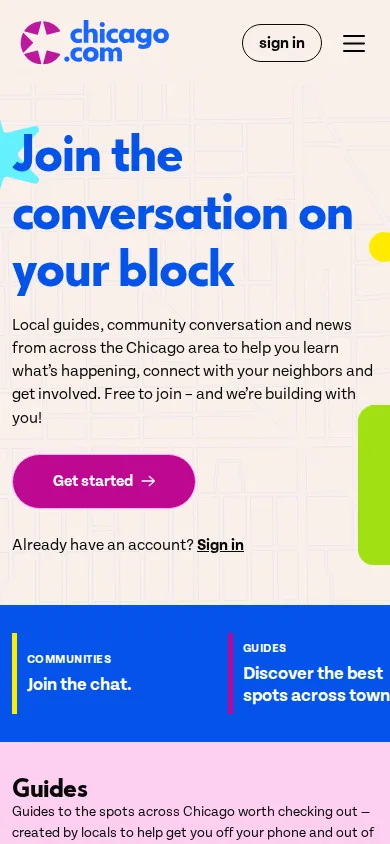 chicago
.com
sign in
Join the
conversation on
your block
Local guides, community conversation and news
from across the Chicago area to help you learn
what’s happening, connect with your neighbors and
get involved. Free to join – and we’re building with
you!
Get started →
Already have an account? Sign in
COMMUNITIES
Join the chat.
GUIDES
Discover the best
spots across town
Guides
Guides to the spots across Chicago worth checking out —
created by locals to help get you off your phone and out of